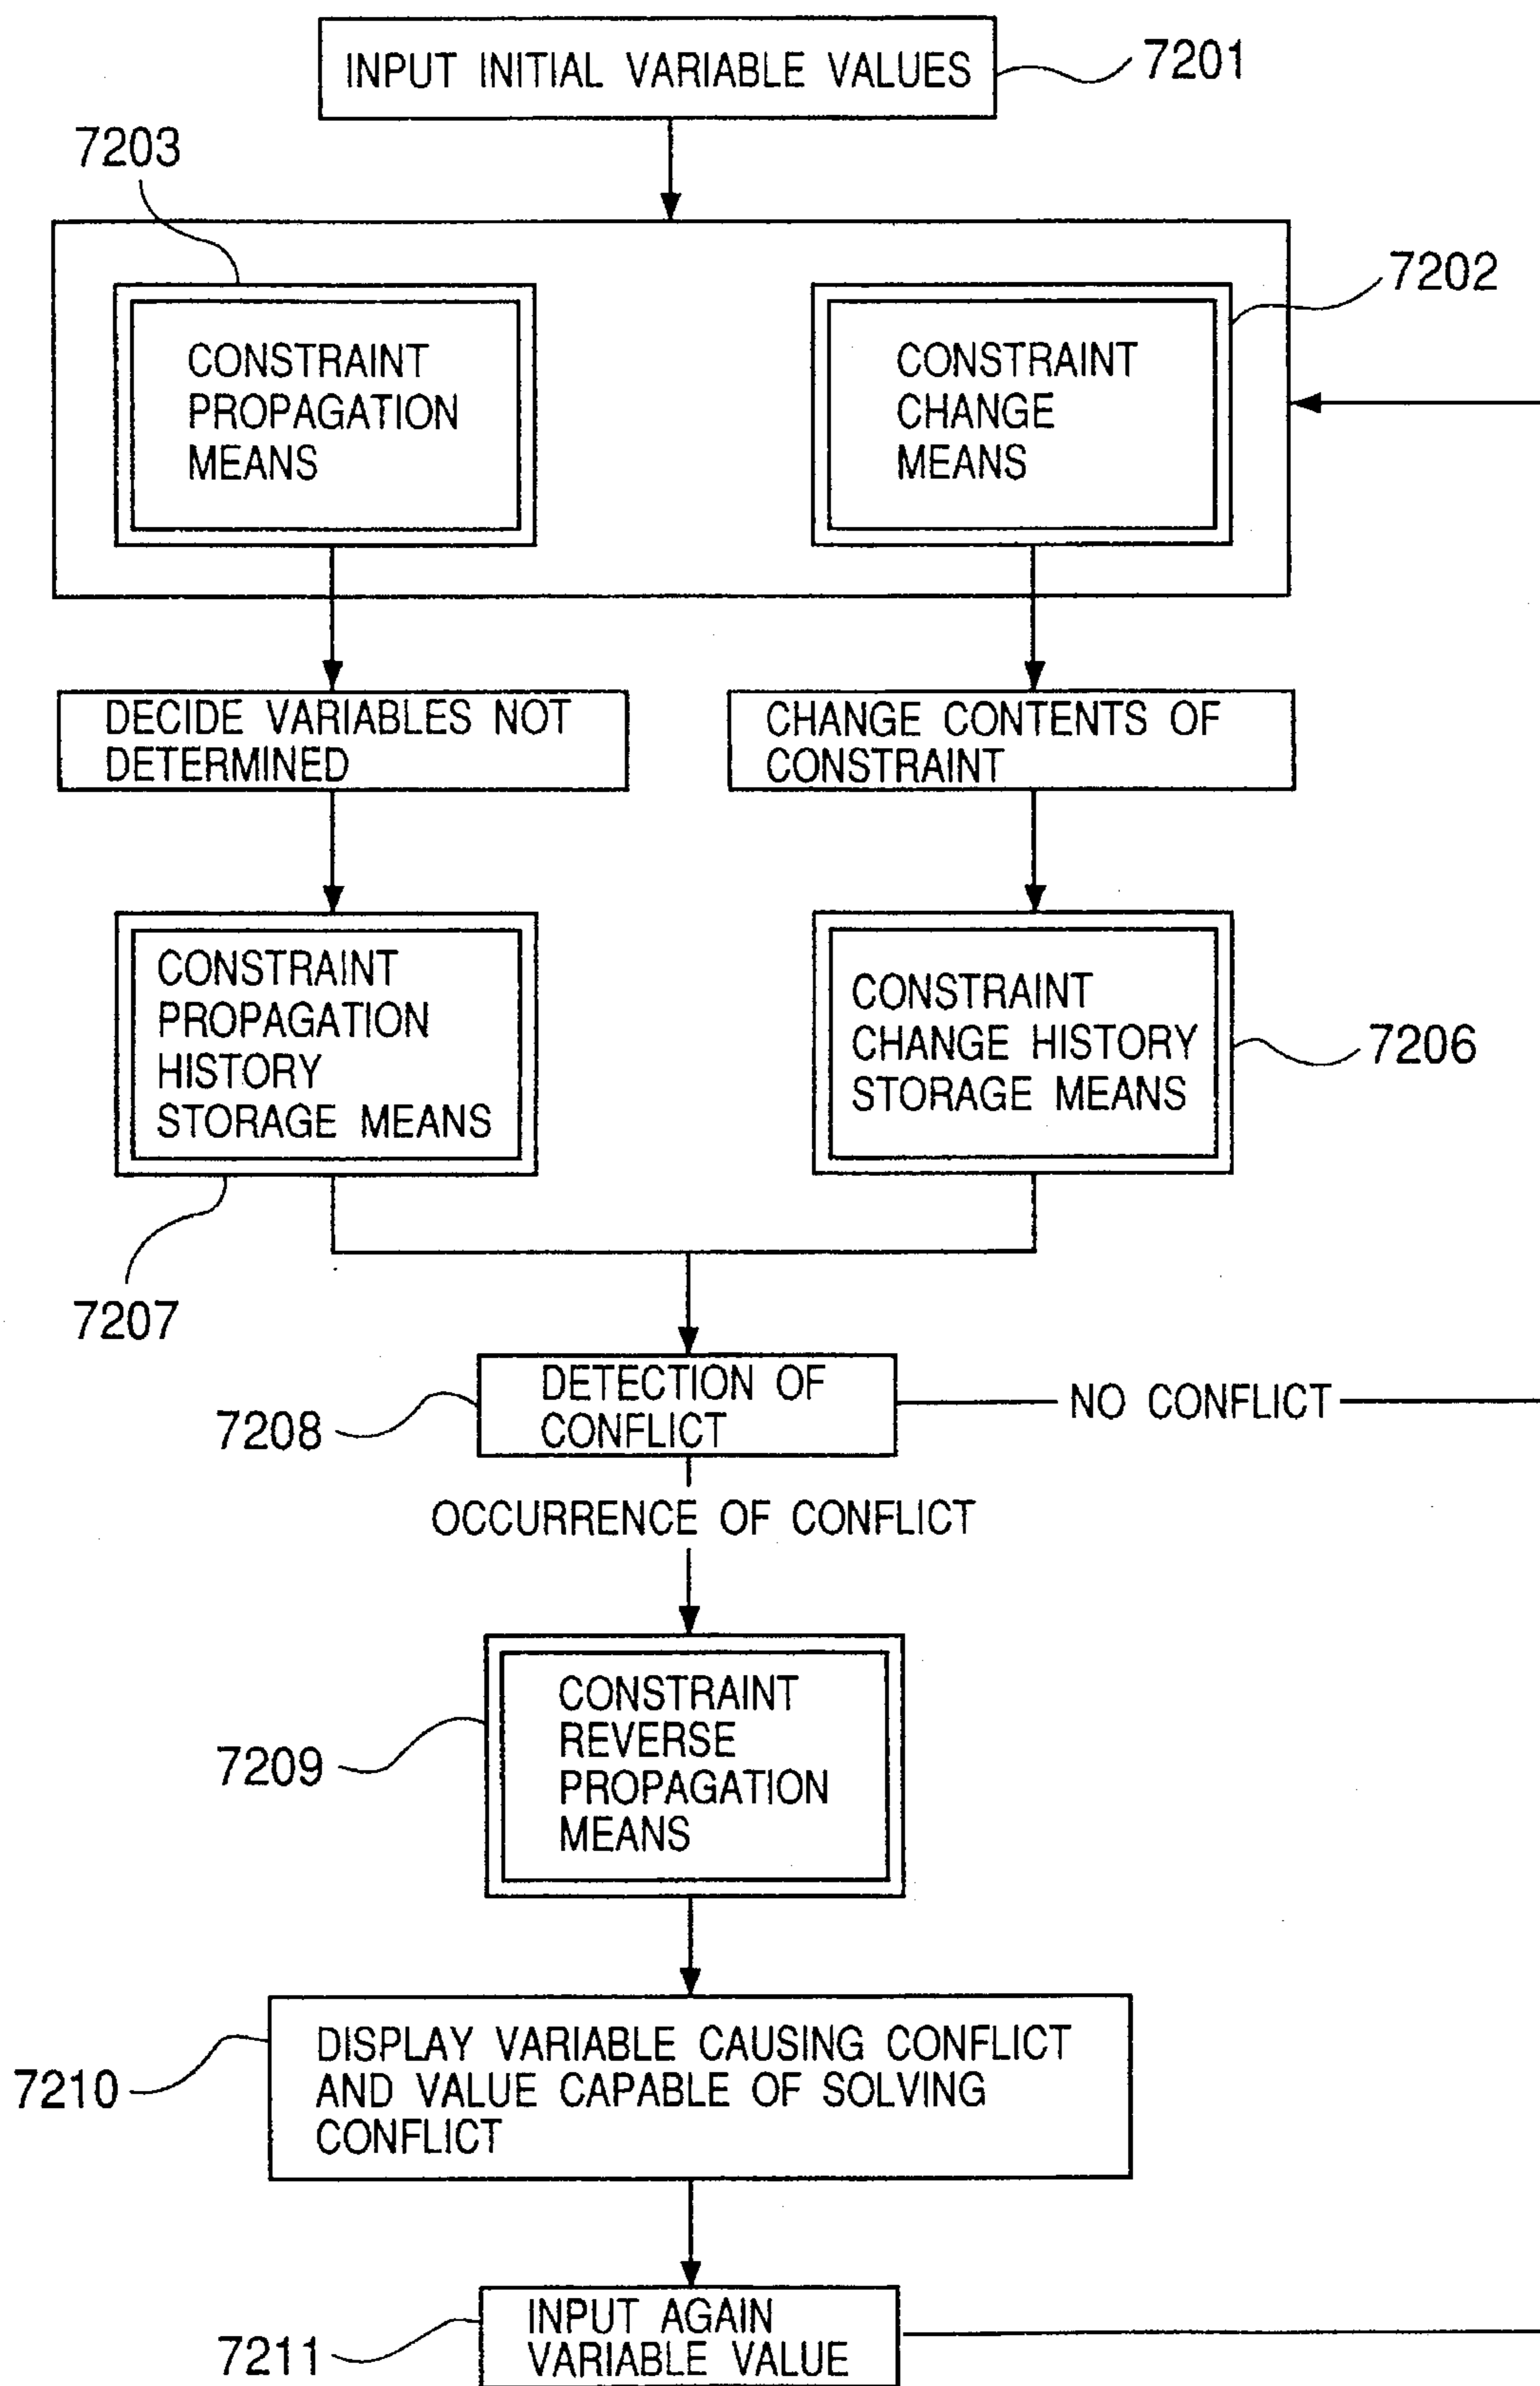 INPUT INITIAL VARIABLE VALUES
7201
7203
7202
CONSTRAINT
PROPAGATION
MEANS
CONSTRAINT
CHANGE
MEANS
DECIDE VARIABLES NOT
DETERMINED
CHANGE CONTENTS OF
CONSTRAINT
CONSTRAINT
PROPAGATION
HISTORY
STORAGE MEANS
CONSTRAINT
CHANGE HISTORY
STORAGE MEANS
7206
7207
DETECTION OF
CONFLICT
7208
NO CONFLICT
OCCURRENCE OF CONFLICT
CONSTRAINT
REVERSE
PROPAGATION
MEANS
7209
DISPLAY VARIABLE CAUSING CONFLICT
AND VALUE CAPABLE OF SOLVING
CONFLICT
7210
INPUT AGAIN
VARIABLE VALUE
7211